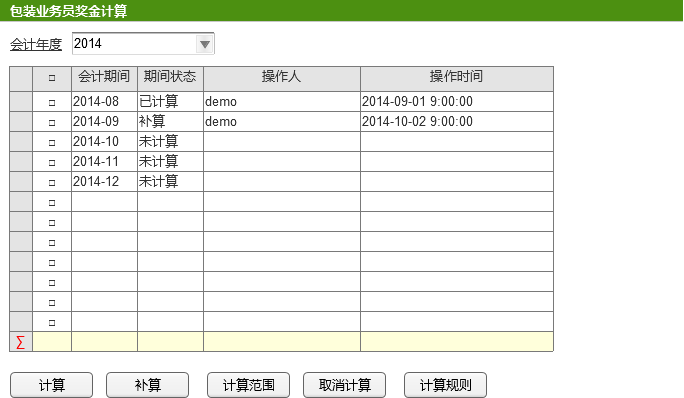 包装业务员奖金计算
会计年度 2014
会计期间 期间状态 操作人 操作时间
2014-08 已计算 demo 2014-09-01 9:00:00
2014-09 补算 demo 2014-10-02 9:00:00
2014-10 未计算
2014-11 未计算
2014-12 未计算
∑
计算 补算 计算范围 取消计算 计算规则